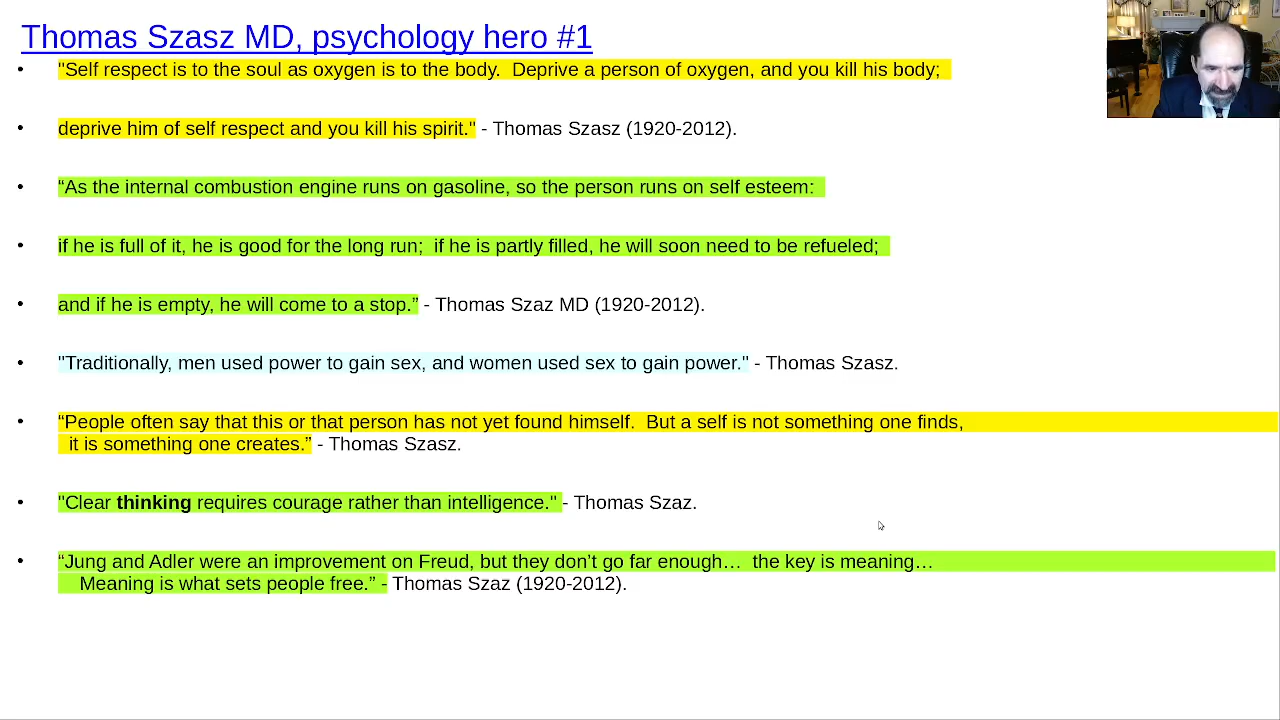 Thomas Szasz MD, psychology hero #1
• "Self respect is to the soul as oxygen is to the body.  Deprive a person of oxygen, and you kill his body;
• deprive him of self respect and you kill his spirit." - Thomas Szasz (1920-2012).
• “As the internal combustion engine runs on gasoline, so the person runs on self esteem:
• if he is full of it, he is good for the long run;  if he is partly filled, he will soon need to be refueled;
• and if he is empty, he will come to a stop.” - Thomas Szaz MD (1920-2012).
• "Traditionally, men used power to gain sex, and women used sex to gain power." - Thomas Szasz.
• “People often say that this or that person has not yet found himself.  But a self is not something one finds,
it is something one creates.” - Thomas Szasz.
• "Clear thinking requires courage rather than intelligence." - Thomas Szaz.
• “Jung and Adler were an improvement on Freud, but they don’t go far enough…  the key is meaning…
Meaning is what sets people free.” - Thomas Szaz (1920-2012).